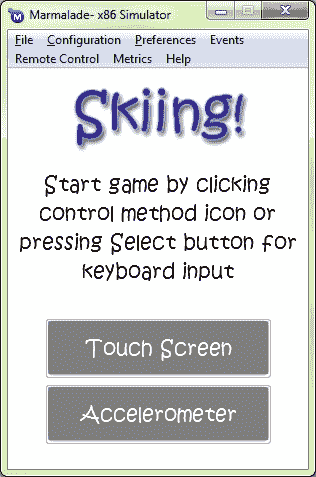 Marmalade- x86 Simulator
File Configuration Preferences Events
Remote Control Metrics Help
Skiing!
Start game by clicking
control method icon or
pressing Select button for
keyboard input
Touch Screen
Accelerometer